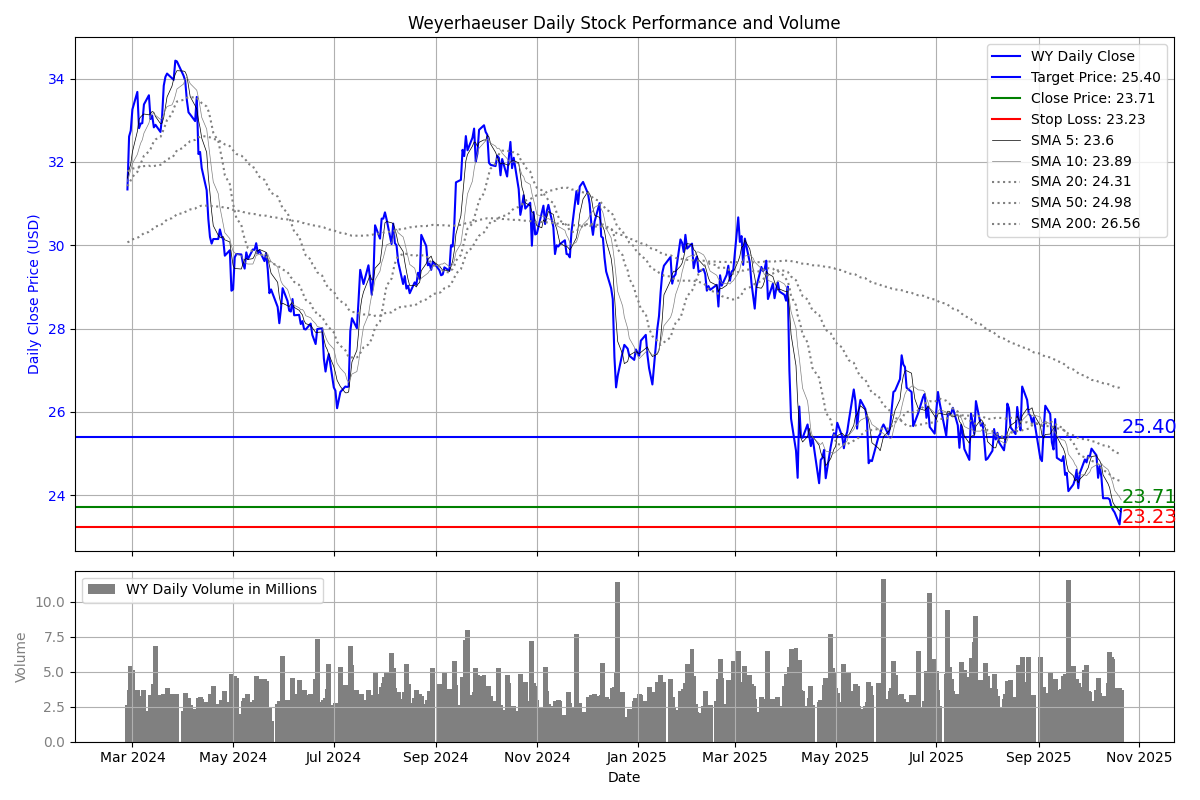 Weyerhaeuser Daily Stock Performance and Volume
Daily Close Price (USD)
34
32
30
28
26
24
WY Daily Close
Target Price: 25.40
Close Price: 23.71
Stop Loss: 23.23
SMA 5: 23.6
SMA 10: 23.89
SMA 20: 24.31
SMA 50: 24.98
SMA 200: 26.56
25.40
23.71
23.23
Volume
10.0
7.5
5.0
2.5
0.0
WY Daily Volume in Millions
Mar 2024 May 2024 Jul 2024 Sep 2024 Nov 2024 Jan 2025 Mar 2025 May 2025 Jul 2025 Sep 2025 Nov 2025
Date